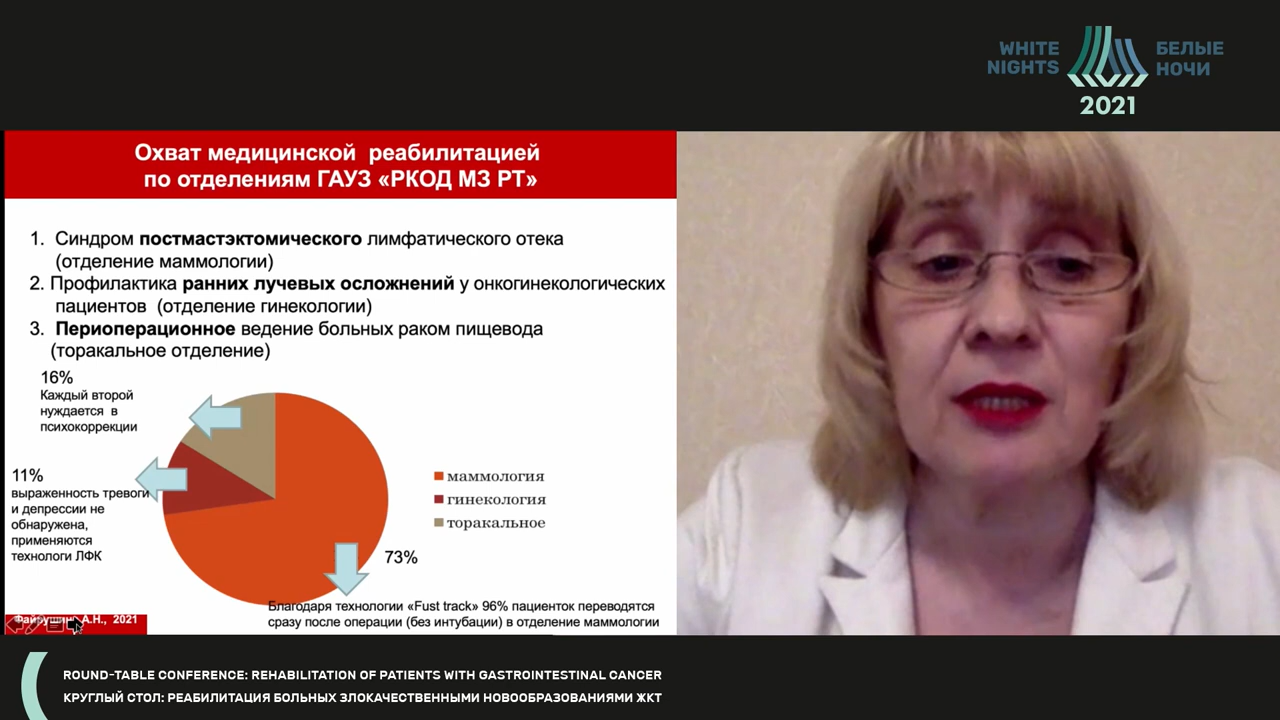 WHITE
NIGHTS
БЕЛЫЕ
НОЧИ
2021
Охват медицинской реабилитацией
по отделениям ГАУЗ «РКОД МЗ РТ»
1. Синдром постмастэктомического лимфатического отека
(отделение маммологии)
2. Профилактика ранних лучевых осложнений у онкогинекологических
пациентов (отделение гинекологии)
3. Периоперационное ведение больных раком пищевода
(торакальное отделение)
16%
Каждый второй
нуждается в
психокоррекции
11%
выраженность тревоги
и депрессии не
обнаружена,
применяются
технологи ЛФК
маммология
гинекология
торакальное
73%
Благодаря технологии «Fust track» 96% пациенток переводятся
сразу после операции (без интубации) в отделение маммологии
А.Н., 2021
ROUND-TABLE CONFERENCE: REHABILITATION OF PATIENTS WITH GASTROINTESTINAL CANCER
КРУГЛЫЙ СТОЛ: РЕАБИЛИТАЦИЯ БОЛЬНЫХ ЗЛОКАЧЕСТВЕННЫМИ НОВООБРАЗОВАНИЯМИ ЖКТ